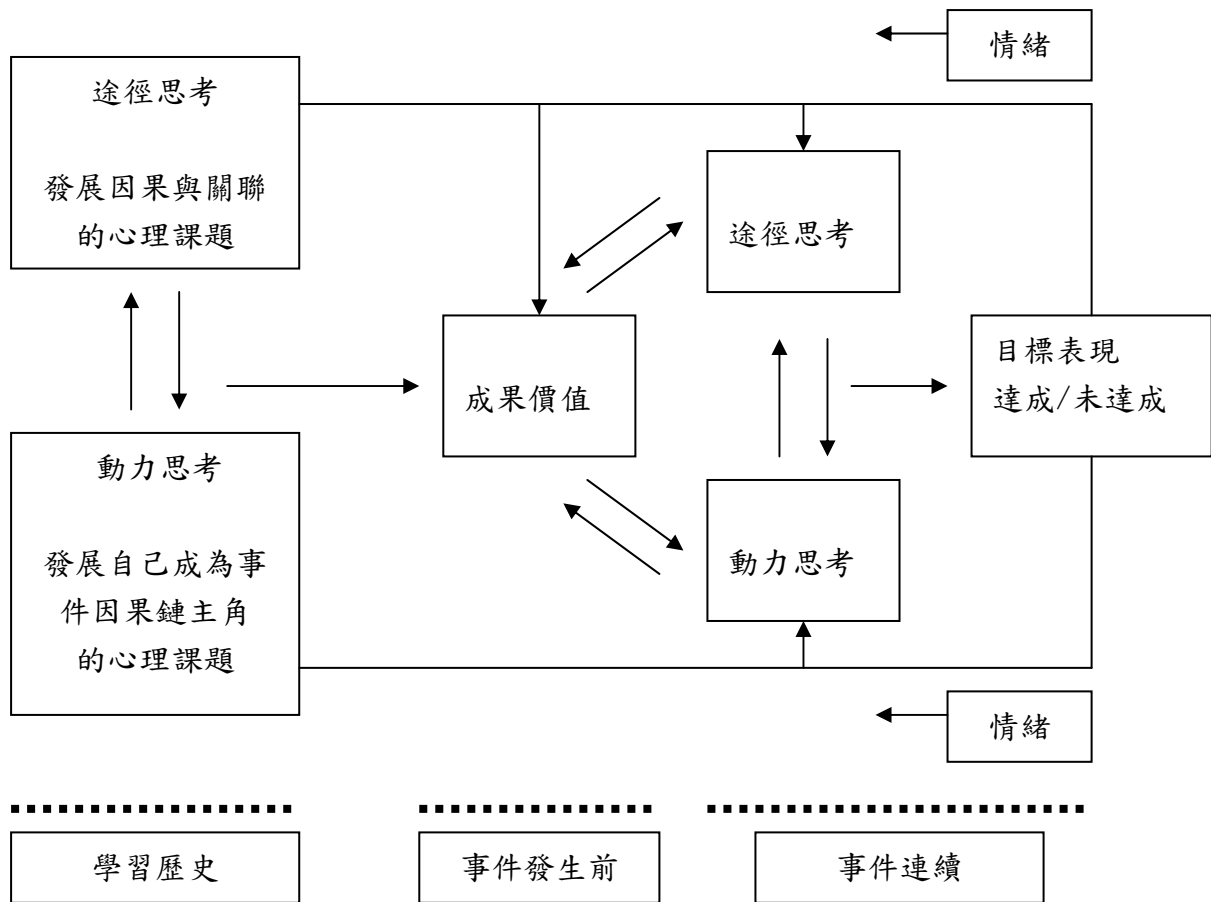 情緒
途徑思考
發展因果與關聯
的心理課題
途徑思考
成果價值
目標表現
達成/未達成
動力思考
發展自己成為事
件因果鏈主角
的心理課題
動力思考
情緒
學習歷史
事件發生前
事件連續